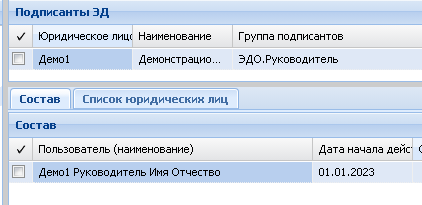 Подписанты ЭД
Юридическое лицо Наименование Группа подписантов
Демо1 Демонстрацио... ЭДО.Руководитель
Состав Список юридических лиц
Состав
Пользователь (наименование) Дата начала дейс
Демо1 Руководитель Имя Отчество 01.01.2023